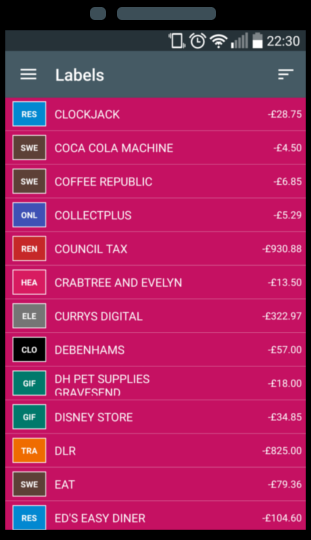 22:30
Labels
RES CLOCKJACK -£28.75
SWE COCA COLA MACHINE -£4.50
SWE COFFEE REPUBLIC -£6.85
ONL COLLECTPLUS -£5.29
REN COUNCIL TAX -£930.88
HEA CRABTREE AND EVELYN -£13.50
ELE CURRYS DIGITAL -£322.97
CLO DEBENHAMS -£57.00
GIF DH PET SUPPLIES -£18.00
GRAVESEND
GIF DISNEY STORE -£34.85
TRA DLR -£825.00
SWE EAT -£79.36
RES ED'S EASY DINER -£104.60